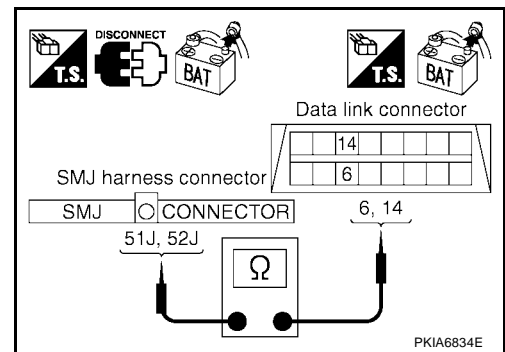 DISCONNECT
T.S.
BAT
T.S.
BAT
Data link connector
14
6
SMJ harness connector
SMJ CONNECTOR
6, 14
51J, 52J
Ω
PKIA6834E